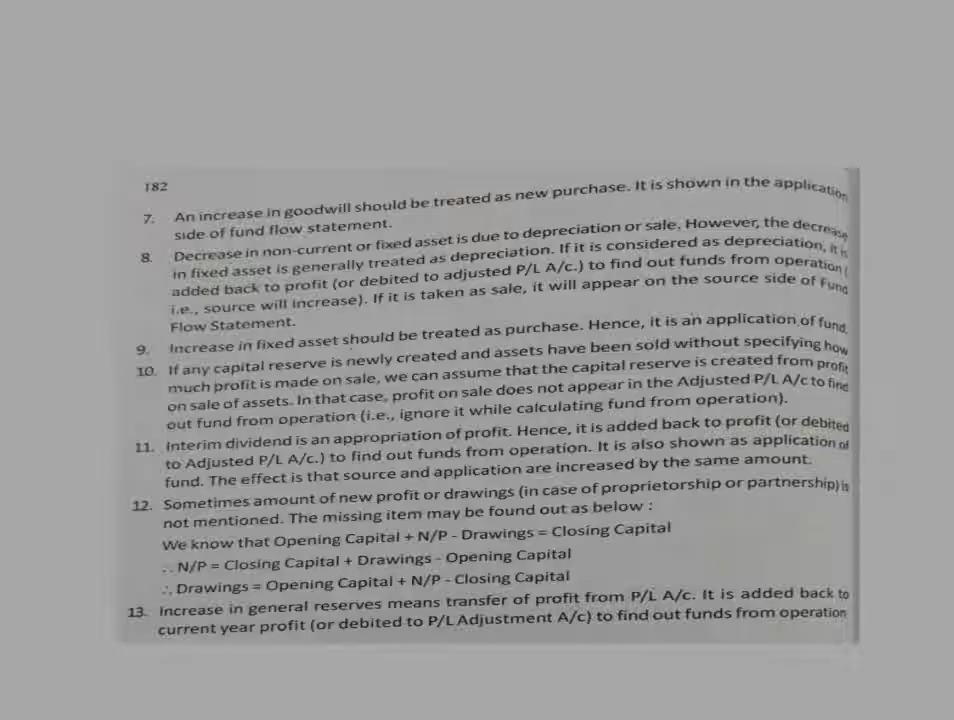 182
7. An increase in goodwill should be treated as new purchase. It is shown in the application
side of fund flow statement.
8. Decrease in non-current or fixed asset is due to depreciation or sale. However, the decrease
in fixed asset is generally treated as depreciation. If it is considered as depreciation, it is
added back to profit (or debited to adjusted P/L A/c.) to find out funds from operation (
i.e., source will increase). If it is taken as sale, it will appear on the source side of Fund
Flow Statement.
9. Increase in fixed asset should be treated as purchase. Hence, it is an application of fund.
10. If any capital reserve is newly created and assets have been sold without specifying how
much profit is made on sale, we can assume that the capital reserve is created from profit
on sale of assets. In that case, profit on sale does not appear in the Adjusted P/L A/c to find
out fund from operation (i.e., ignore it while calculating fund from operation).
11. Interim dividend is an appropriation of profit. Hence, it is added back to profit (or debited
to Adjusted P/L A/c.) to find out funds from operation. It is also shown as application of
fund. The effect is that source and application are increased by the same amount.
12. Sometimes amount of new profit or drawings (in case of proprietorship or partnership) is
not mentioned. The missing item may be found out as below :
We know that Opening Capital + N/P - Drawings = Closing Capital
∴ N/P = Closing Capital + Drawings - Opening Capital
∴ Drawings = Opening Capital + N/P - Closing Capital
13. Increase in general reserves means transfer of profit from P/L A/c. It is added back to
current year profit (or debited to P/L Adjustment A/c) to find out funds from operation